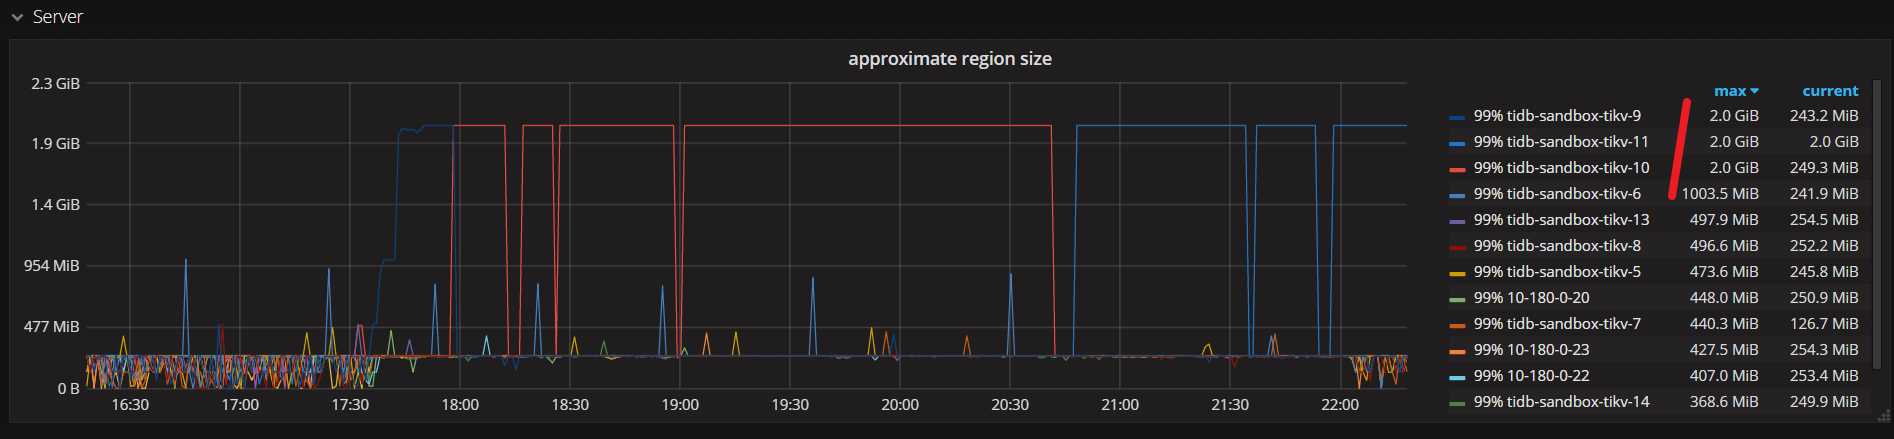 Server
approximate region size
2.3 GiB
1.9 GiB
1.4 GiB
954 MiB
477 MiB
0 B
16:30 17:00 17:30 18:00 18:30 19:00 19:30 20:00 20:30 21:00 21:30 22:00
max current
99% tidb-sandbox-tikv-9 2.0 GiB 243.2 MiB
99% tidb-sandbox-tikv-11 2.0 GiB 2.0 GiB
99% tidb-sandbox-tikv-10 2.0 GiB 249.3 MiB
99% tidb-sandbox-tikv-6 1003.5 MiB 241.9 MiB
99% tidb-sandbox-tikv-13 497.9 MiB 254.5 MiB
99% tidb-sandbox-tikv-8 496.6 MiB 252.2 MiB
99% tidb-sandbox-tikv-5 473.6 MiB 245.8 MiB
99% 10-180-0-20 448.0 MiB 250.9 MiB
99% tidb-sandbox-tikv-7 440.3 MiB 126.7 MiB
99% 10-180-0-23 427.5 MiB 254.3 MiB
99% 10-180-0-22 407.0 MiB 253.4 MiB
99% tidb-sandbox-tikv-14 368.6 MiB 249.9 MiB